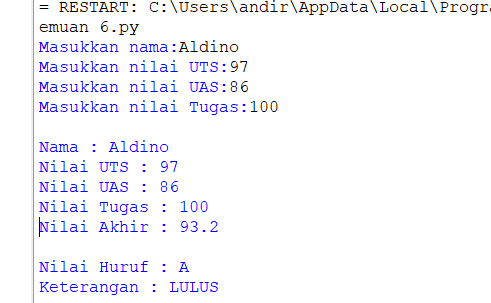 = RESTART: C:\Users\andir\AppData\Local\Progra
emuan 6.py
Masukkan nama:Aldino
Masukkan nilai UTS:97
Masukkan nilai UAS:86
Masukkan nilai Tugas:100
Nama : Aldino
Nilai UTS : 97
Nilai UAS : 86
Nilai Tugas : 100
Nilai Akhir : 93.2
Nilai Huruf : A
Keterangan : LULUS